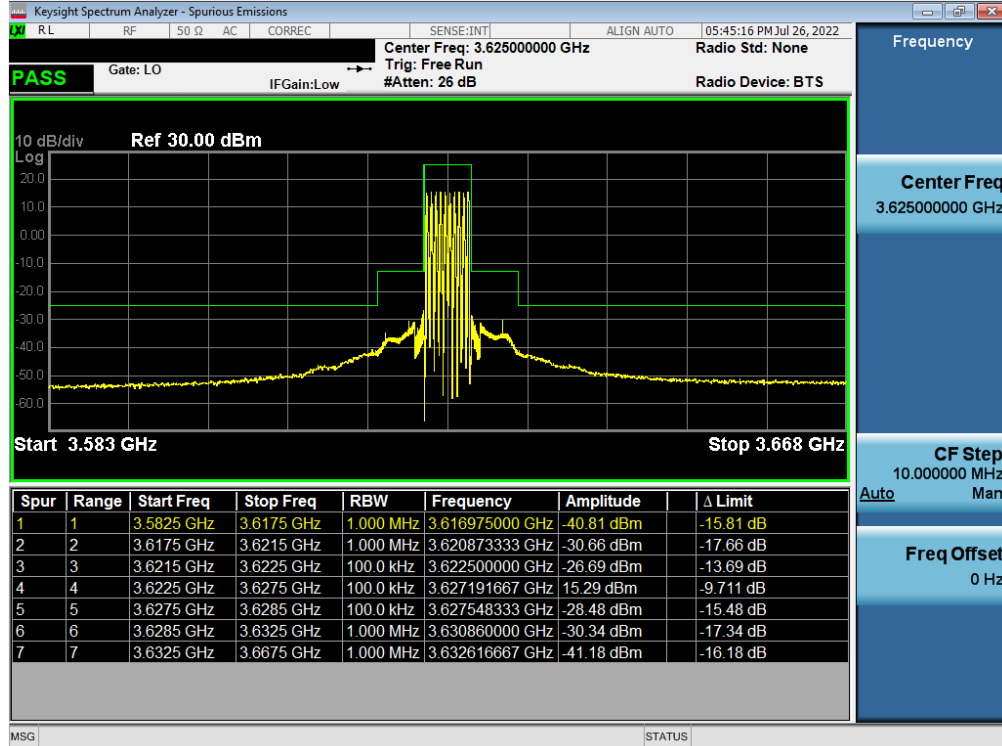 Keysight Spectrum Analyzer - Spurious Emissions
LXI RL RF 50 Ω AC CORREC SENSE:INT ALIGN AUTO 05:45:16 PM Jul 26, 2022
Center Freq: 3.625000000 GHz Radio Std: None
PASS Gate: LO Trig: Free Run
IFGain:Low #Atten: 26 dB Radio Device: BTS
10 dB/div Ref 30.00 dBm
Log
20.0
10.0
0.00
-10.0
-20.0
-30.0
-40.0
-50.0
-60.0
Start 3.583 GHz Stop 3.668 GHz
Spur Range Start Freq Stop Freq RBW Frequency Amplitude Δ Limit
1 1 3.5825 GHz 3.6175 GHz 1.000 MHz 3.616975000 GHz -40.81 dBm -15.81 dB
2 2 3.6175 GHz 3.6215 GHz 1.000 MHz 3.620873333 GHz -30.66 dBm -17.66 dB
3 3 3.6215 GHz 3.6225 GHz 100.0 kHz 3.622500000 GHz -26.69 dBm -13.69 dB
4 4 3.6225 GHz 3.6275 GHz 100.0 kHz 3.627191667 GHz 15.29 dBm -9.711 dB
5 5 3.6275 GHz 3.6285 GHz 100.0 kHz 3.627548333 GHz -28.48 dBm -15.48 dB
6 6 3.6285 GHz 3.6325 GHz 1.000 MHz 3.630860000 GHz -30.34 dBm -17.34 dB
7 7 3.6325 GHz 3.6675 GHz 1.000 MHz 3.632616667 GHz -41.18 dBm -16.18 dB
MSG STATUS
Frequency
Center Freq
3.625000000 GHz
CF Step
10.000000 MHz
Auto Man
Freq Offset
0 Hz